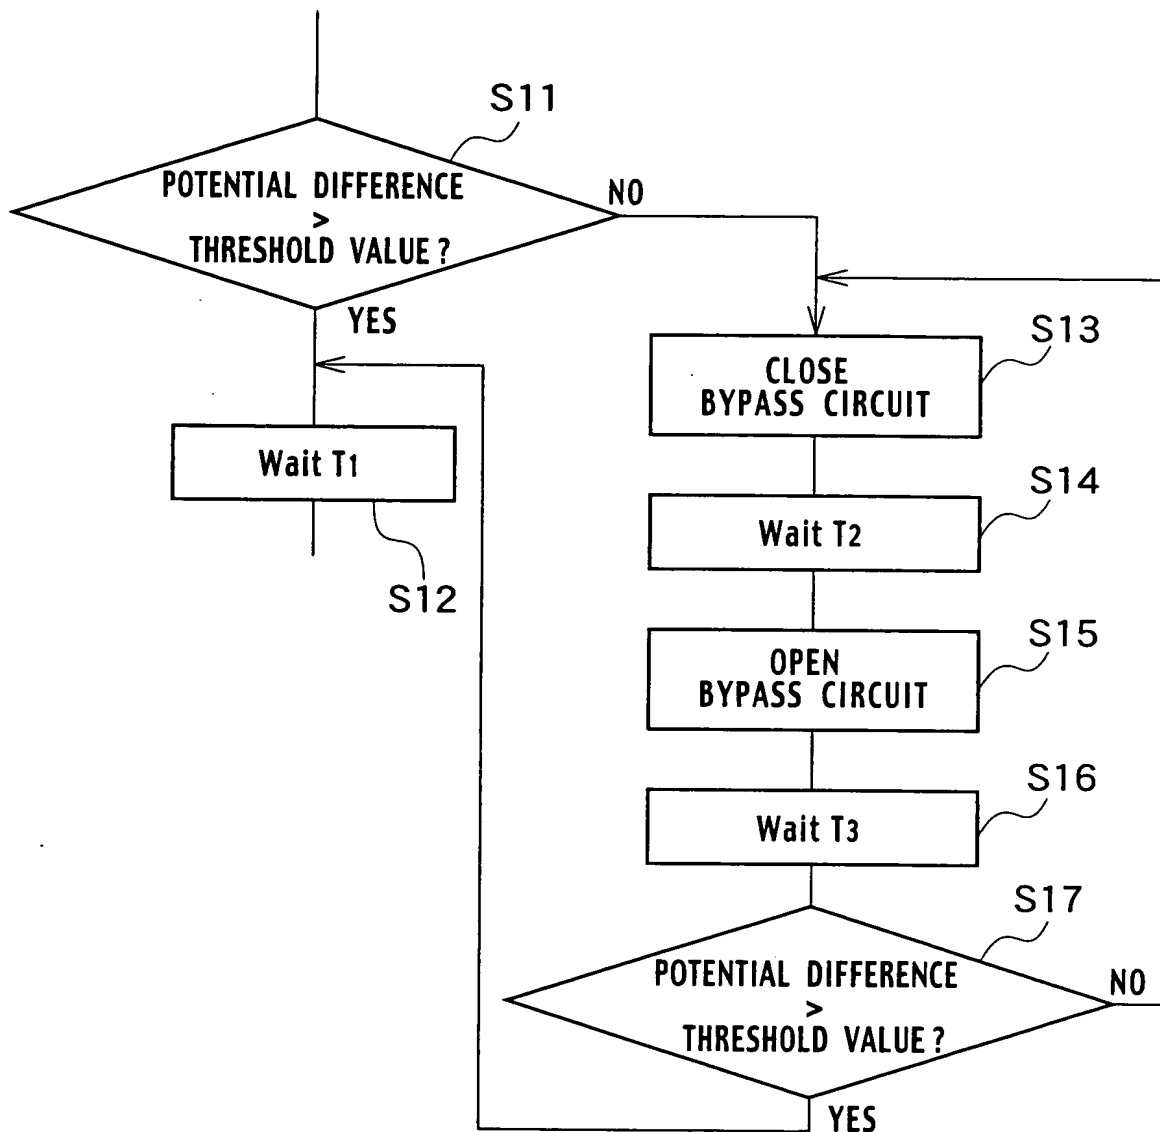 S11
POTENTIAL DIFFERENCE
>
THRESHOLD VALUE?
NO
YES
Wait T1
S12
S13
CLOSE
BYPASS CIRCUIT
S14
Wait T2
S15
OPEN
BYPASS CIRCUIT
S16
Wait T3
S17
POTENTIAL DIFFERENCE
>
THRESHOLD VALUE?
NO
YES